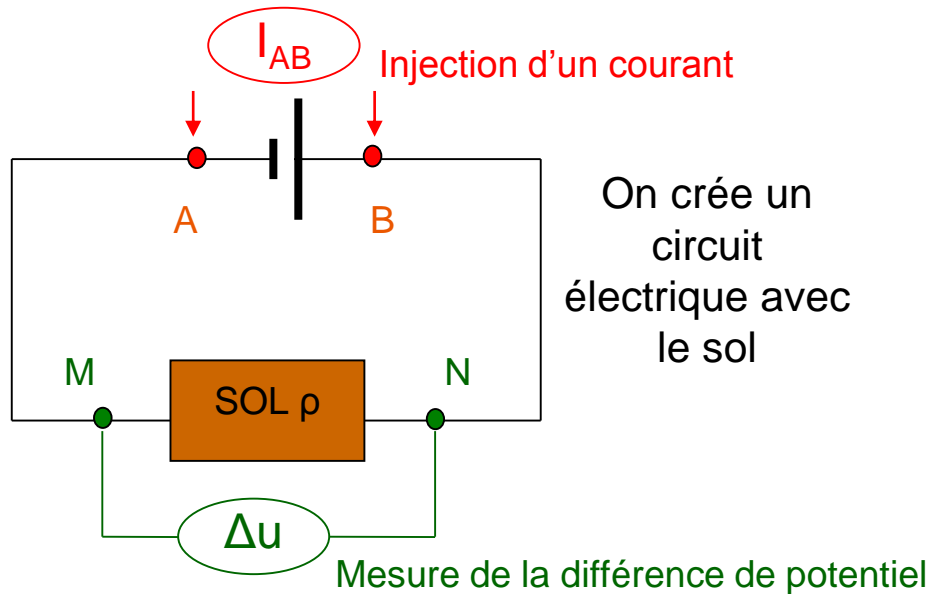 I_AB
Injection d'un courant
A
B
On crée un
circuit
électrique avec
le sol
M
N
SOL ρ
Δu
Mesure de la différence de potentiel